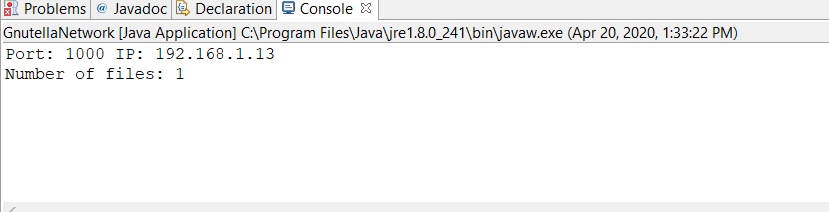 Problems @ Javadoc Declaration Console
GnutellaNetwork [Java Application] C:\Program Files\Java\jre1.8.0_241\bin\javaw.exe (Apr 20, 2020, 1:33:22 PM)
Port: 1000 IP: 192.168.1.13
Number of files: 1